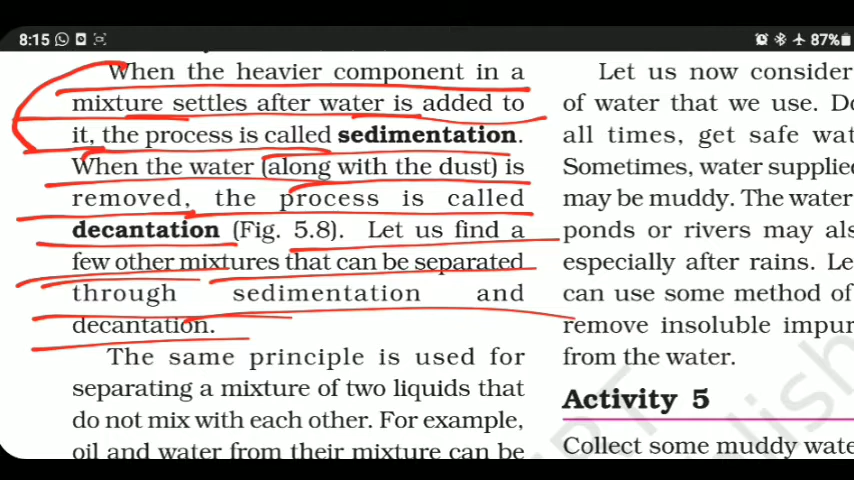 8:15
87%
When the heavier component in a
mixture settles after water is added to
it, the process is called sedimentation.
When the water (along with the dust) is
removed, the process is called
decantation (Fig. 5.8). Let us find a
few other mixtures that can be separated
through sedimentation and
decantation.
The same principle is used for
separating a mixture of two liquids that
do not mix with each other. For example,
oil and water from their mixture can be
Let us now consider
of water that we use. Do
all times, get safe wat
Sometimes, water supplied
may be muddy. The water
ponds or rivers may als
especially after rains. Le
can use some method of
remove insoluble impur
from the water.
Activity 5
Collect some muddy wate